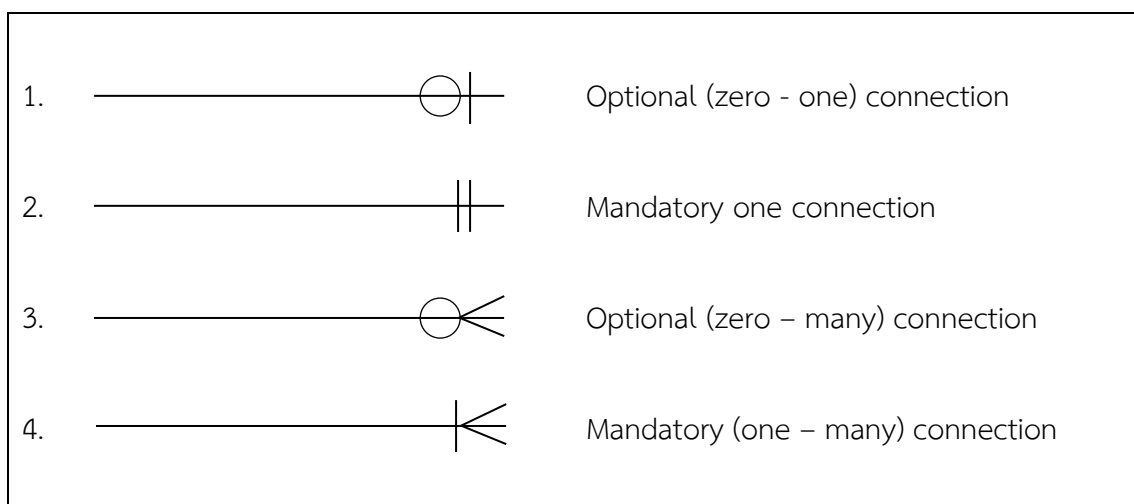 1. Optional (zero - one) connection
2. Mandatory one connection
3. Optional (zero – many) connection
4. Mandatory (one – many) connection